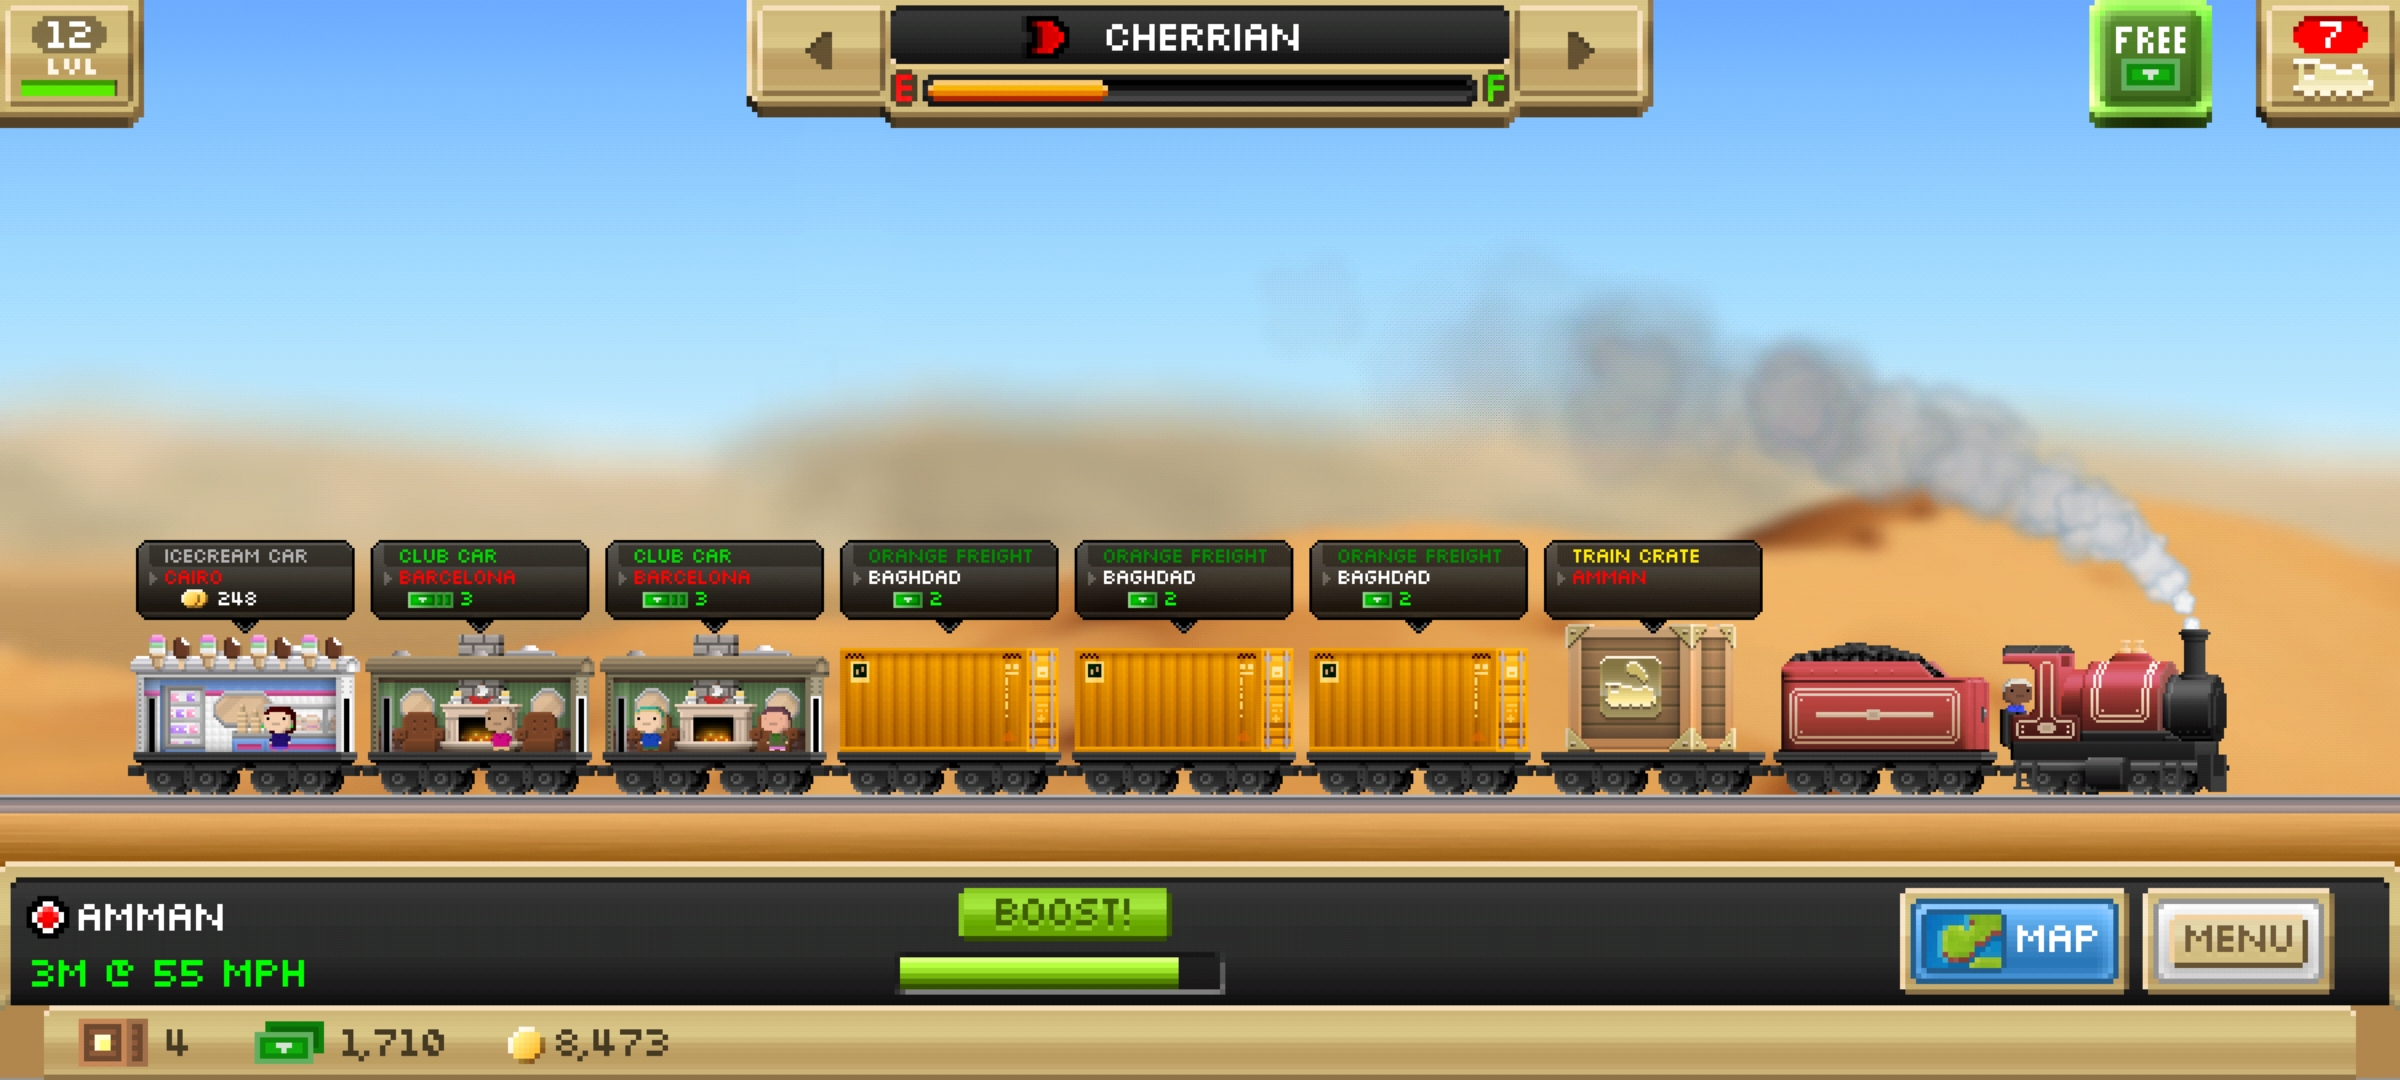 12
LVL
CHERRIAN
E F
FREE
7
ICECREAM CAR
CAIRO
248
CLUB CAR
BARCELONA
3
CLUB CAR
BARCELONA
3
ORANGE FREIGHT
BAGHDAD
2
ORANGE FREIGHT
BAGHDAD
2
ORANGE FREIGHT
BAGHDAD
2
TRAIN CRATE
AMMAN
AMMAN
3M @ 55 MPH
BOOST!
MAP
MENU
4
1,710
8,473